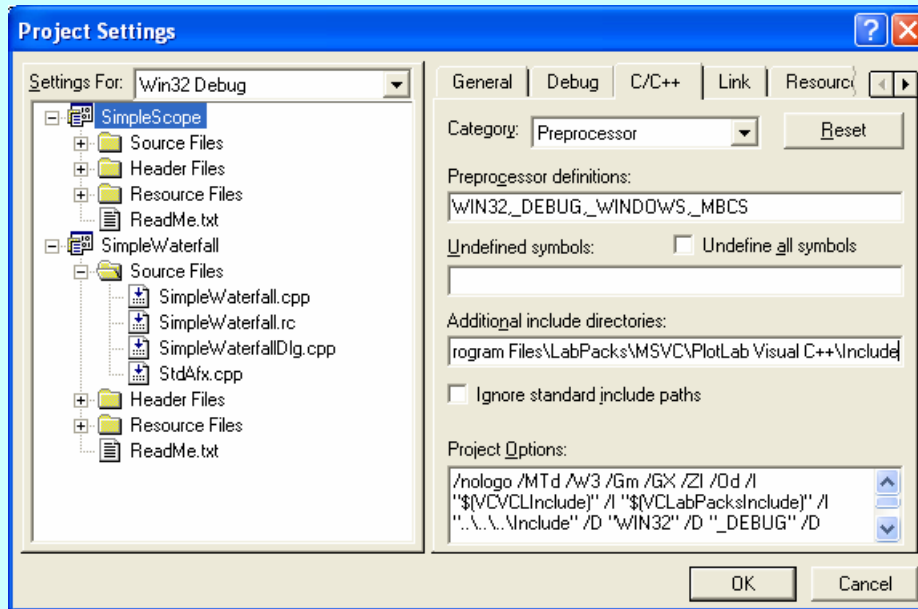 Project Settings
Settings For: Win32 Debug
SimpleScope
Source Files
Header Files
Resource Files
ReadMe.txt
SimpleWaterfall
Source Files
SimpleWaterfall.cpp
SimpleWaterfall.rc
SimpleWaterfallDlg.cpp
StdAfx.cpp
Header Files
Resource Files
ReadMe.txt
General Debug C/C++ Link Resourc
Category: Preprocessor Reset
Preprocessor definitions:
WIN32,_DEBUG,_WINDOWS,_MBCS
Undefined symbols: Undefine all symbols
Additional include directories:
rogram Files\LabPacks\MSVC\PlotLab Visual C++\Include
Ignore standard include paths
Project Options:
/nologo /MTd /W3 /Gm /GX /ZI /Od /I
"$(VCVCLInclude)" /I "$(VCLabPacksInclude)" /I
"..\..\..\Include" /D "WIN32" /D "_DEBUG" /D
OK Cancel